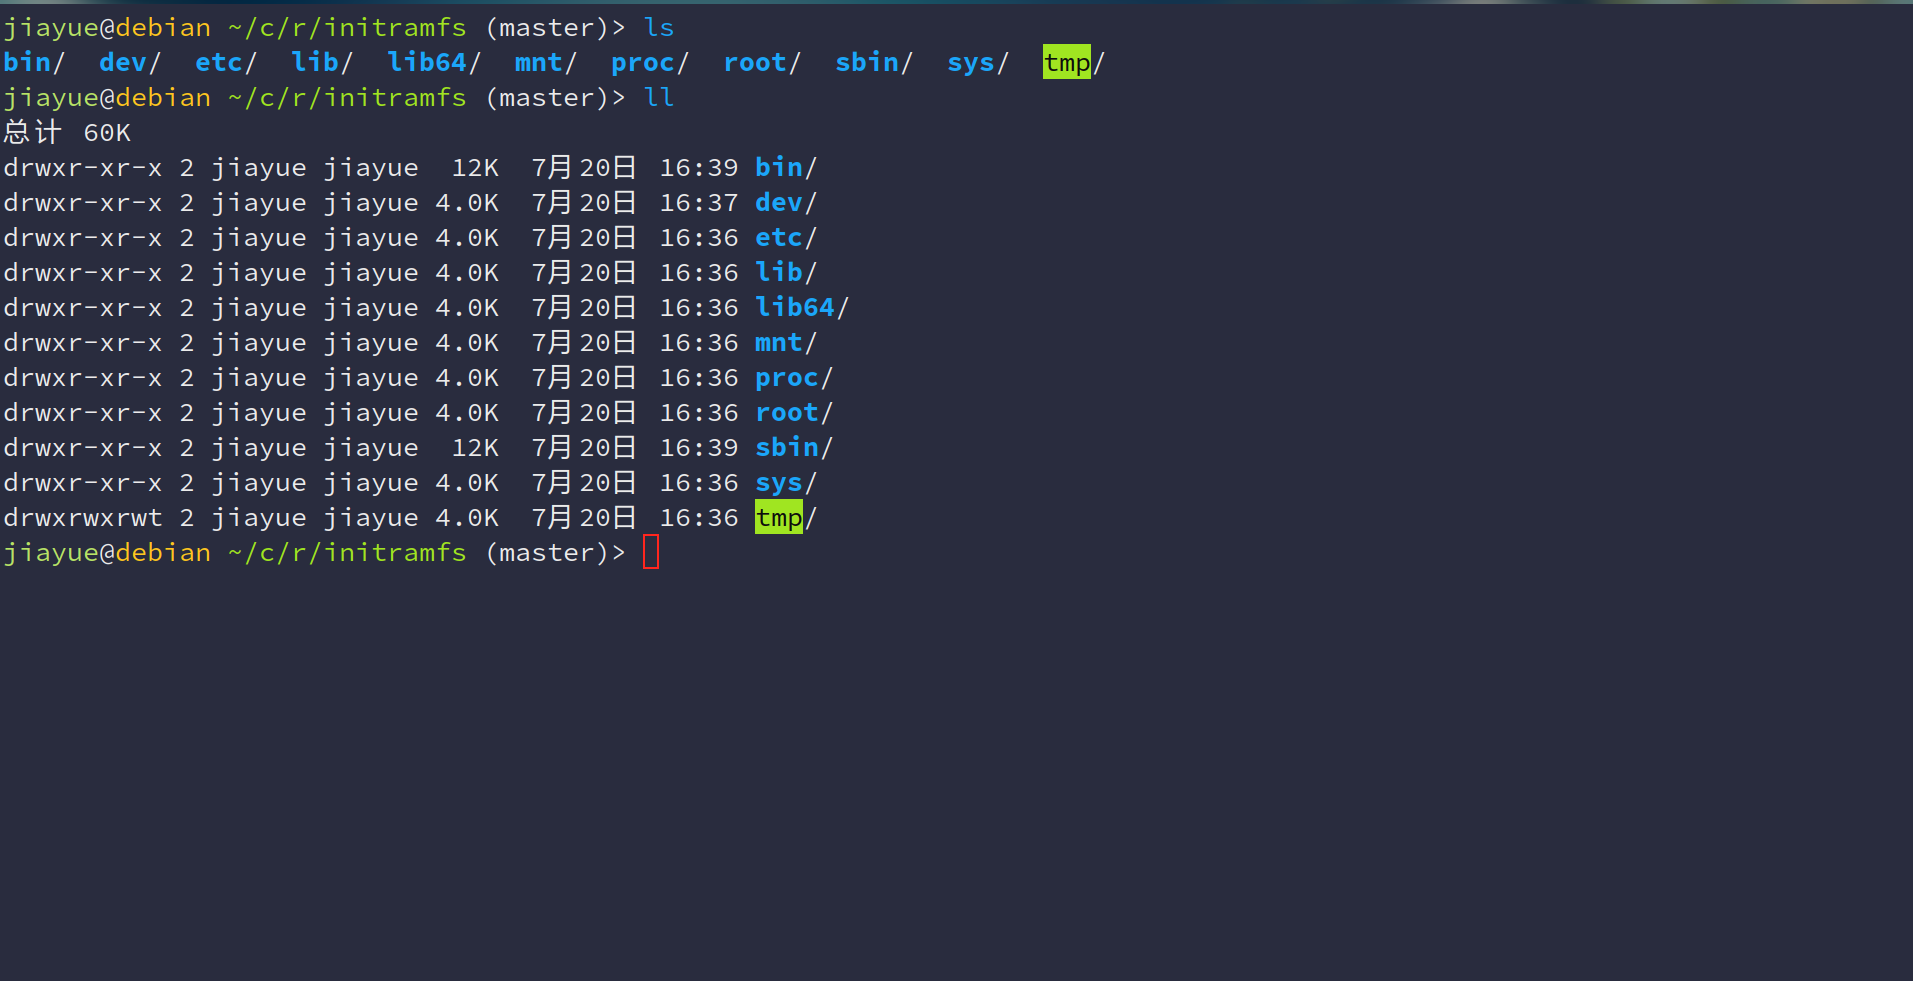 jiayue@debian ~/c/r/initramfs (master)> ls
bin/  dev/  etc/  lib/  lib64/  mnt/  proc/  root/  sbin/  sys/  tmp/
jiayue@debian ~/c/r/initramfs (master)> ll
总计 60K
drwxr-xr-x 2 jiayue jiayue  12K  7月20日 16:39 bin/
drwxr-xr-x 2 jiayue jiayue 4.0K  7月20日 16:37 dev/
drwxr-xr-x 2 jiayue jiayue 4.0K  7月20日 16:36 etc/
drwxr-xr-x 2 jiayue jiayue 4.0K  7月20日 16:36 lib/
drwxr-xr-x 2 jiayue jiayue 4.0K  7月20日 16:36 lib64/
drwxr-xr-x 2 jiayue jiayue 4.0K  7月20日 16:36 mnt/
drwxr-xr-x 2 jiayue jiayue 4.0K  7月20日 16:36 proc/
drwxr-xr-x 2 jiayue jiayue 4.0K  7月20日 16:36 root/
drwxr-xr-x 2 jiayue jiayue  12K  7月20日 16:39 sbin/
drwxr-xr-x 2 jiayue jiayue 4.0K  7月20日 16:36 sys/
drwxrwxrwt 2 jiayue jiayue 4.0K  7月20日 16:36 tmp/
jiayue@debian ~/c/r/initramfs (master)>